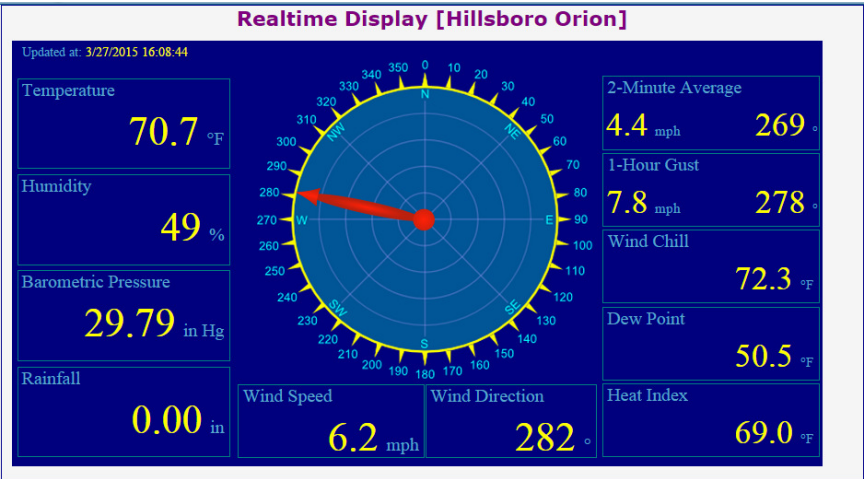 Realtime Display [Hillsboro Orion]
Updated at: 3/27/2015 16:08:44
Temperature
70.7 °F
Humidity
49 %
Barometric Pressure
29.79 in Hg
Rainfall
0.00 in
0
10
20
30
40
50
60
70
80
90
100
110
120
130
140
150
160
170
180
190
200
210
220
230
240
250
260
270
280
290
300
310
320
330
340
350
N
NE
E
SE
S
SW
W
NW
Wind Speed
6.2 mph
Wind Direction
282 °
2-Minute Average
4.4 mph 269 °
1-Hour Gust
7.8 mph 278 °
Wind Chill
72.3 °F
Dew Point
50.5 °F
Heat Index
69.0 °F